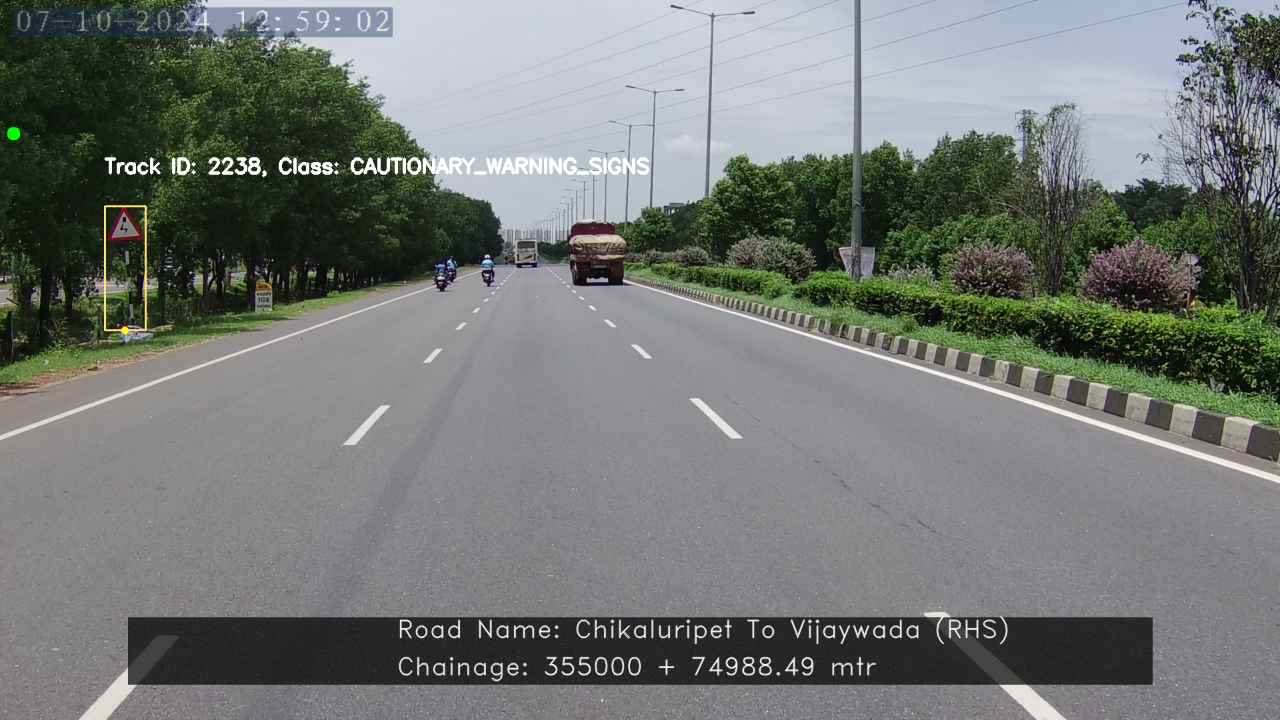 07-10-2024 12:59:02
Track ID: 2238, Class: CAUTIONARY_WARNING_SIGNS
Road Name: Chikaluripet To Vijaywada (RHS)
Chainage: 355000 + 74988.49 mtr